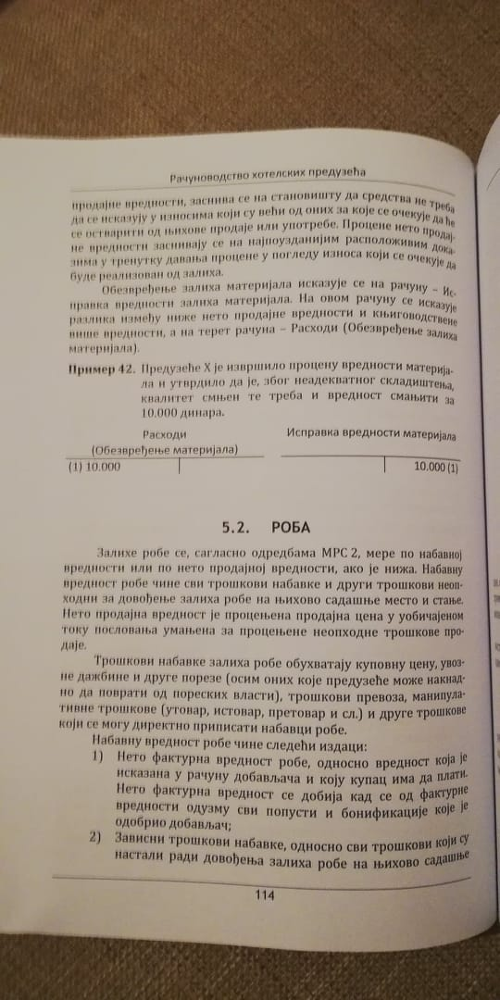 Рачуноводство хотелских предузећа
продајне вредности, заснива се на становишту да средства не треба
да се исказују у износима који су већи од оних за које се очекује да ће
се остварити од њихове продаје или употребе. Процене нето продај-
не вредности заснивају се на најпоузданијим расположивим дока-
зима у тренутку давања процене у погледу износа који се очекује да
буде реализован од залиха.
Обезвређење залиха материјала исказује се на рачуну – Ис-
правка вредности залиха материјала. На овом рачуну се исказује
разлика између ниже нето продајне вредности и књиговодствене
више вредности, а на терет рачуна – Расходи (Обезвређење залиха
материјала).
Пример 42. Предузеће X је извршило процену вредности материја-
ла и утврдило да је, због неадекватног складиштења,
квалитет смњен те треба и вредност смањити за
10.000 динара.
Расходи
(Обезвређење материјала)
Исправка вредности материјала
(1) 10.000
10.000 (1)
5.2. РОБА
Залихе робе се, сагласно одредбама МРС 2, мере по набавној
вредности или по нето продајној вредности, ако је нижа. Набавну
вредност робе чине сви трошкови набавке и други трошкови неоп-
ходни за довођење залиха робе на њихово садашње место и стање.
Нето продајна вредност је процењена продајна цена у уобичајеном
току пословања умањена за процењене неопходне трошкове про-
даје.
Трошкови набавке залиха робе обухватају куповну цену, увоз-
не дажбине и друге порезе (осим оних које предузеће може накнад-
но да поврати од пореских власти), трошкови превоза, манипула-
тивне трошкове (утовар, истовар, претовар и сл.) и друге трошкове
који се могу директно приписати набавци робе.
Набавну вредност робе чине следећи издаци:
1) Нето фактурна вредност робе, односно вредност која је
исказана у рачуну добављача и коју купац има да плати.
Нето фактурна вредност се добија кад се од фактурне
вредности одузму сви попусти и бонификације које је
одобрио добављач;
2) Зависни трошкови набавке, односно сви трошкови који су
настали ради довођења залиха робе на њихово садашње
114